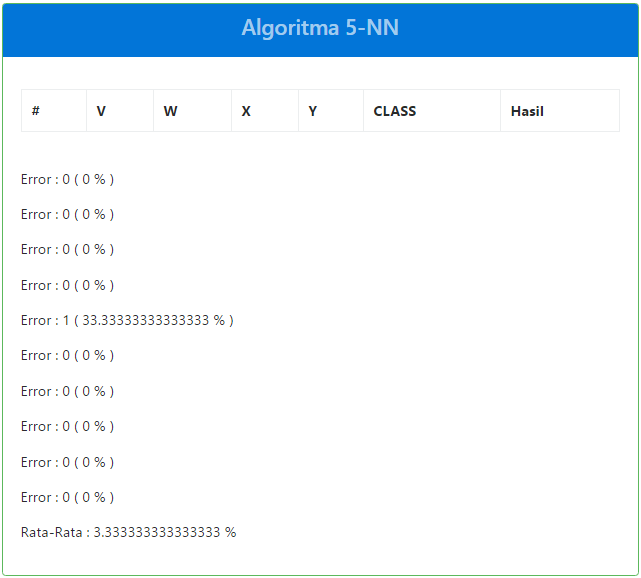 Algoritma 5-NN
# V W X Y CLASS Hasil
Error : 0 ( 0 % )
Error : 0 ( 0 % )
Error : 0 ( 0 % )
Error : 0 ( 0 % )
Error : 1 ( 33.33333333333333 % )
Error : 0 ( 0 % )
Error : 0 ( 0 % )
Error : 0 ( 0 % )
Error : 0 ( 0 % )
Error : 0 ( 0 % )
Rata-Rata : 3.333333333333333 %